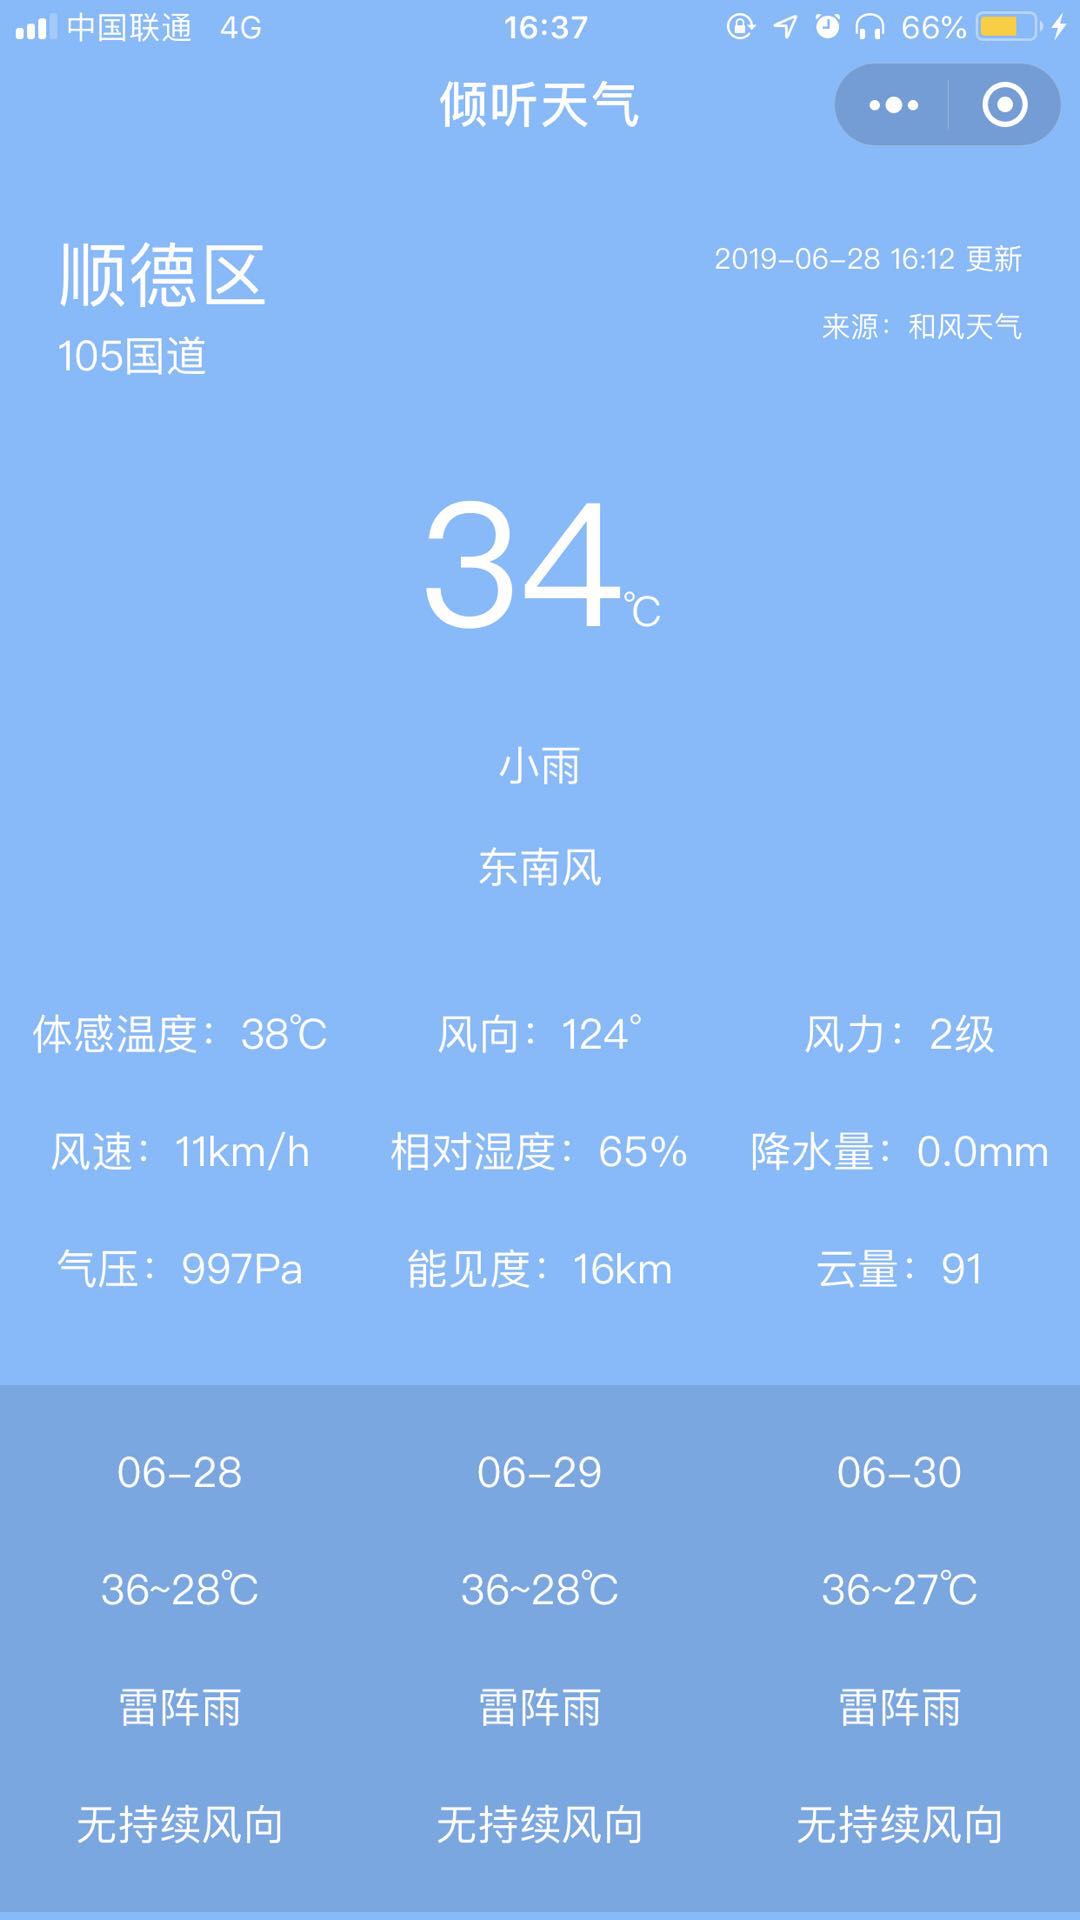 中国联通 4G 16:37 66%
倾听天气
顺德区
2019-06-28 16:12 更新
105国道
来源：和风天气
34℃
小雨
东南风
体感温度：38℃ 风向：124° 风力：2级
风速：11km/h 相对湿度：65% 降水量：0.0mm
气压：997Pa 能见度：16km 云量：91
06-28 06-29 06-30
36~28℃ 36~28℃ 36~27℃
雷阵雨 雷阵雨 雷阵雨
无持续风向 无持续风向 无持续风向